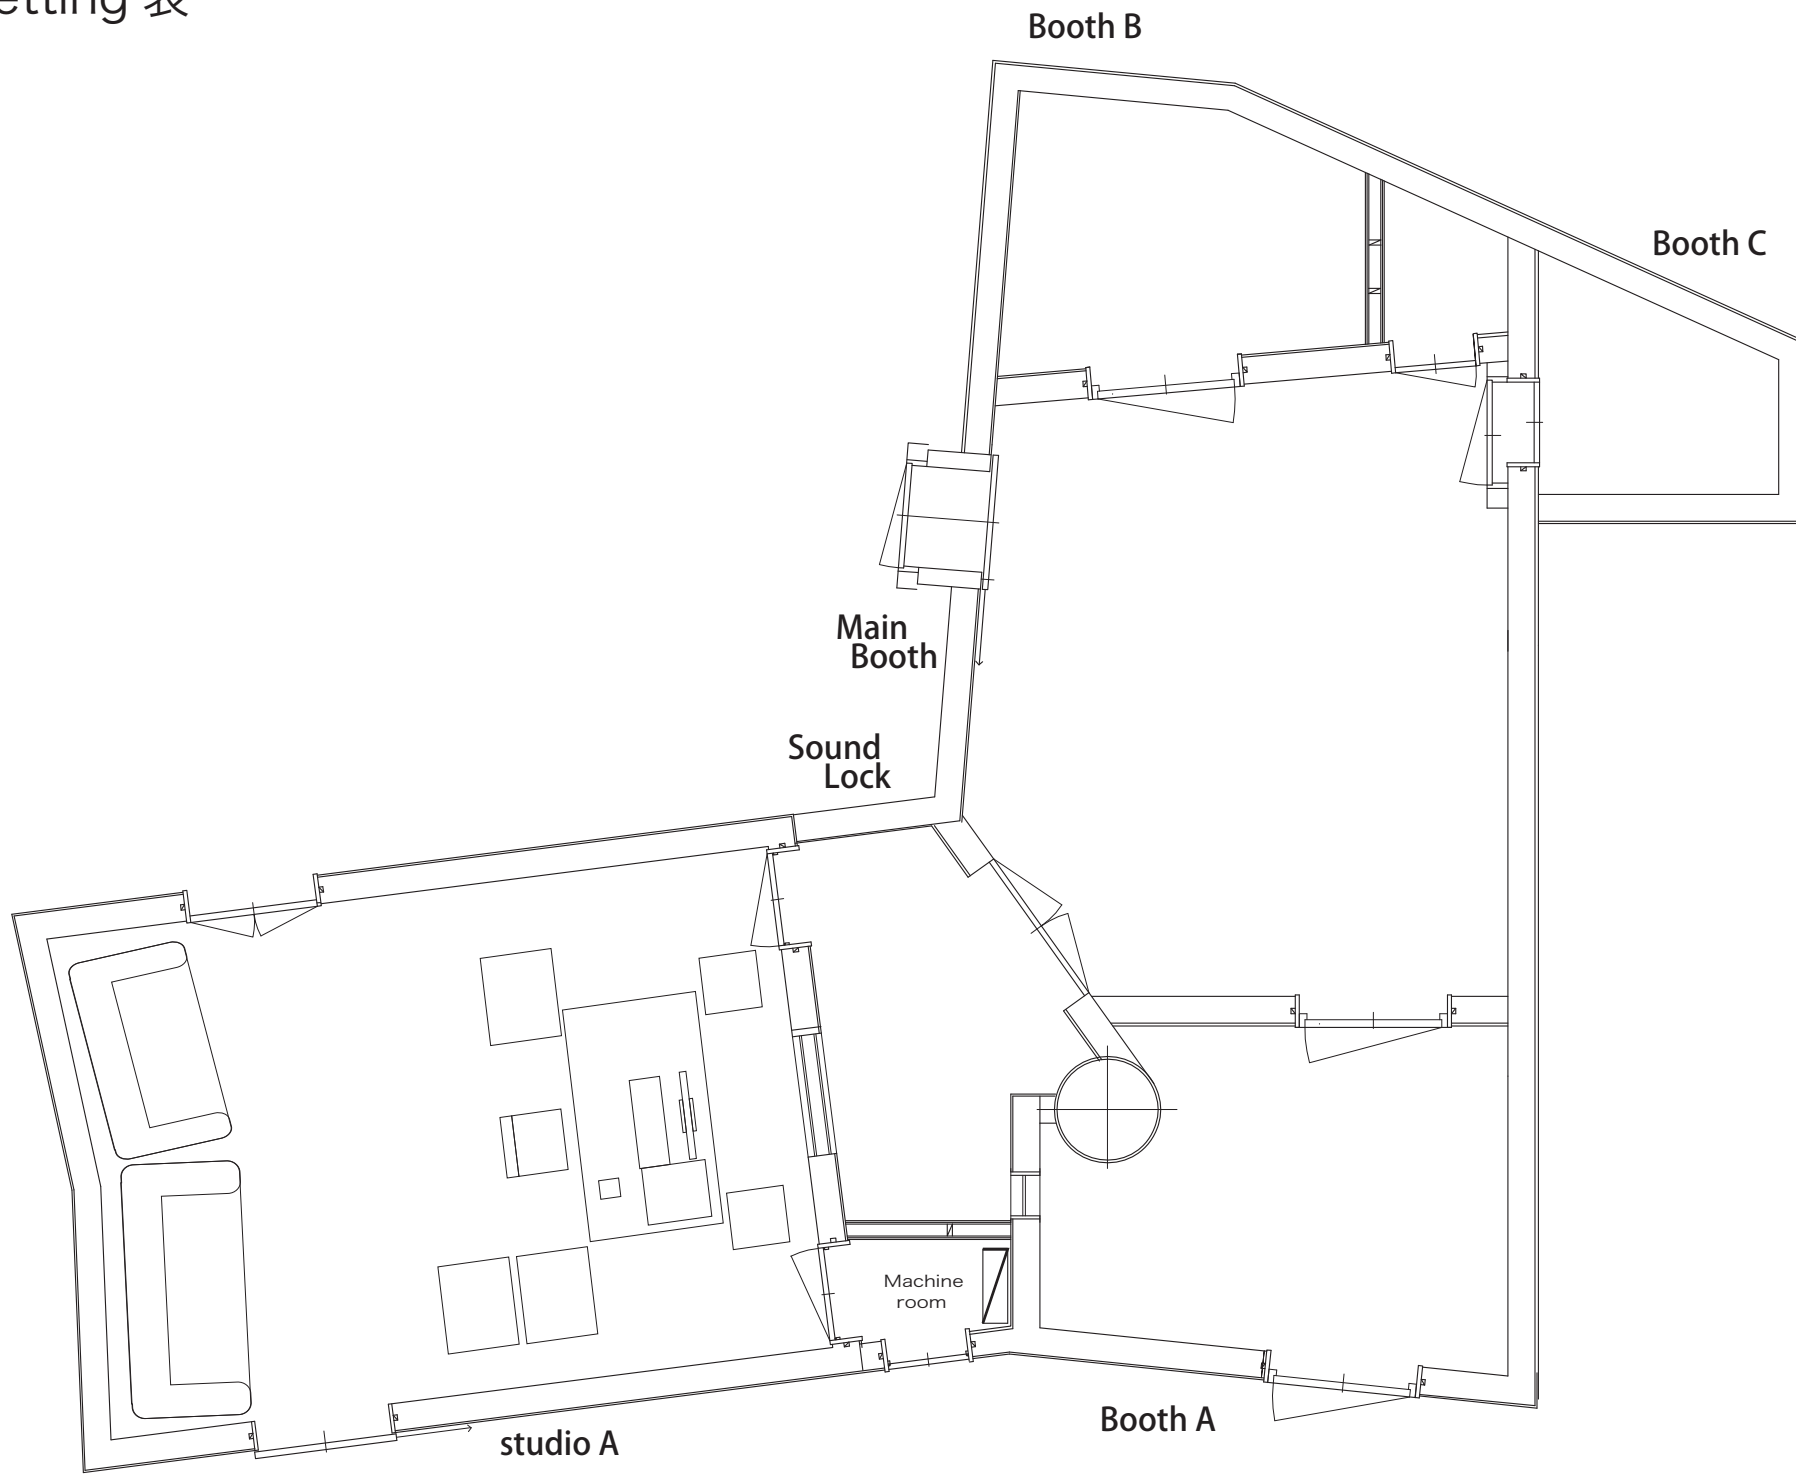 etting 表
Booth B
Booth C
Main
Booth
Sound
Lock
Machine
room
Booth A
studio A